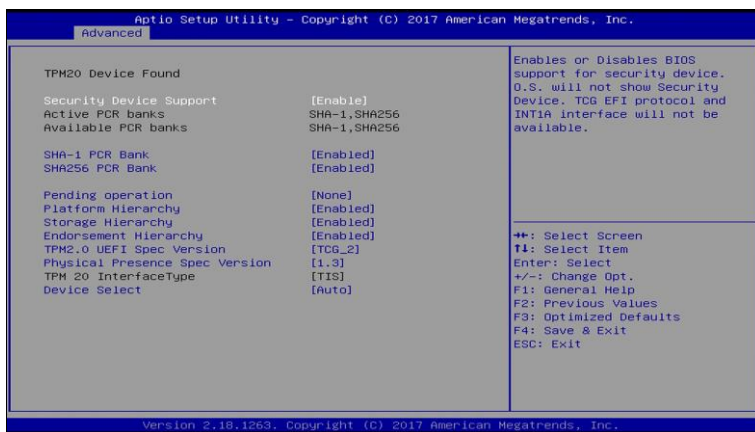 Aptio Setup Utility – Copyright (C) 2017 American Megatrends, Inc.
Advanced
TPM20 Device Found
Security Device Support [Enable]
Active PCR banks SHA-1,SHA256
Available PCR banks SHA-1,SHA256
SHA-1 PCR Bank [Enabled]
SHA256 PCR Bank [Enabled]
Pending operation [None]
Platform Hierarchy [Enabled]
Storage Hierarchy [Enabled]
Endorsement Hierarchy [Enabled]
TPM2.0 UEFI Spec Version [TCG_2]
Physical Presence Spec Version [1.3]
TPM 20 InterfaceType [TIS]
Device Select [Auto]
Enables or Disables BIOS
support for security device.
O.S. will not show Security
Device. TCG EFI protocol and
INT1A interface will not be
available.
→←: Select Screen
↑↓: Select Item
Enter: Select
+/-: Change Opt.
F1: General Help
F2: Previous Values
F3: Optimized Defaults
F4: Save & Exit
ESC: Exit
Version 2.18.1263. Copyright (C) 2017 American Megatrends, Inc.